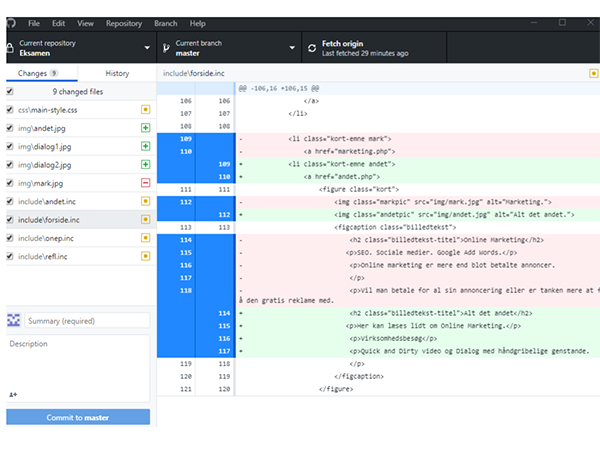 File Edit View Repository Branch Help
Current repository
Eksamen
Current branch
master
Fetch origin
Last fetched 29 minutes ago
Changes 9 History
include\forside.inc
9 changed files
css\main-style.css
img\andet.jpg
img\dialog1.jpg
img\dialog2.jpg
img\mark.jpg
include\andet.inc
include\forside.inc
include\onep.inc
include\refl.inc
Summary (required)
Description
Commit to master
@@ -106,16 +106,15 @@
106 106 </a>
107 107 </li>
108 108
109 - <li class="kort-emne mark">
110 - <a href="marketing.php">
109 + <li class="kort-emne andet">
110 + <a href="andet.php">
111 111 <figure class="kort">
112 - <img class="markpic" src="img/mark.jpg" alt="Marketing.">
112 + <img class="andetpic" src="img/andet.jpg" alt="Alt det andet.">
113 113 <figcaption class="billedtekst">
114 - <h2 class="billedtekst-titel">Online Marketing</h2>
115 - <p>SEO. Sociale medier. Google Add Words.</p>
116 - <p>Online marketing er mere end blot betalte annoncer.
117 - </p>
118 - <p>Vil man betale for al sin annoncering eller er tanken mere at f
å den gratis reklame med.
114 + <h2 class="billedtekst-titel">Alt det andet</h2>
115 + <p>Her kan læses lidt om Online Marketing.</p>
116 + <p>Virksomhedsbesøg</p>
117 + <p>Quick and Dirty video og Dialog med håndgribelige genstande.
119 118 </p>
120 119 </figcaption>
121 120 </figure>